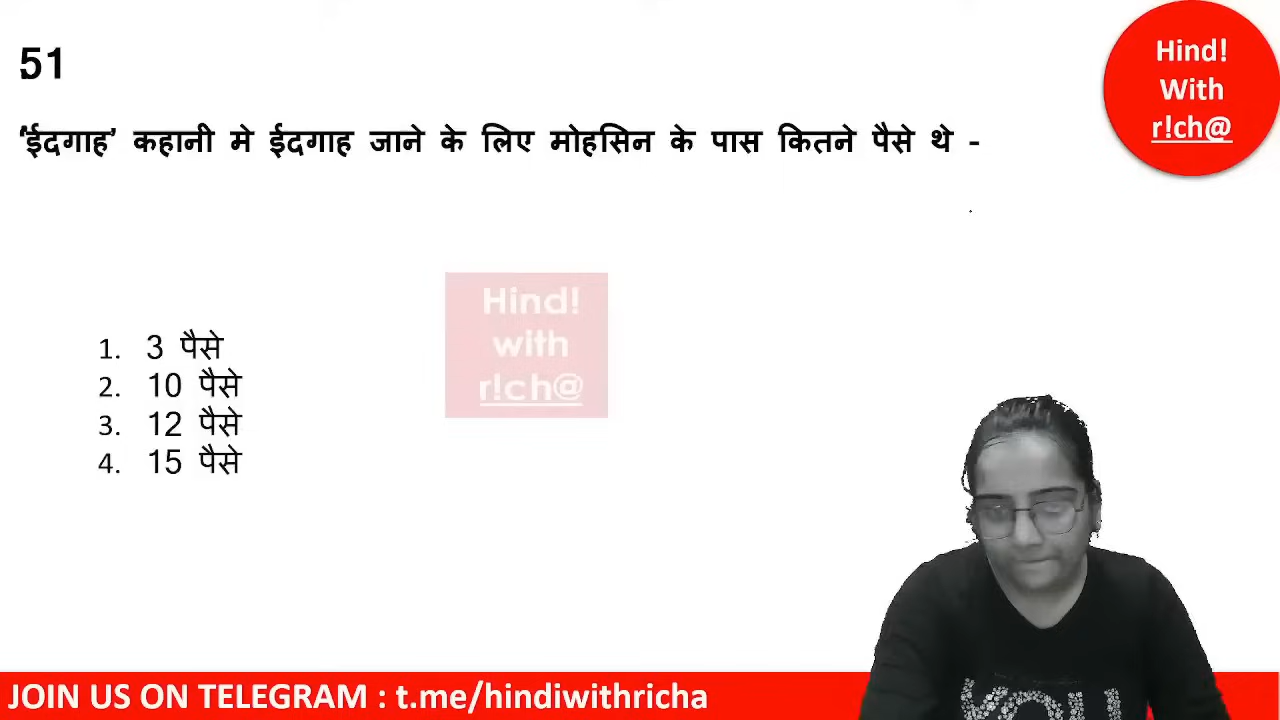 51
Hind!
With
r!ch@
‘ईदगाह’ कहानी मे ईदगाह जाने के लिए मोहसिन के पास कितने पैसे थे -
Hind!
with
r!ch@
1. 3 पैसे
2. 10 पैसे
3. 12 पैसे
4. 15 पैसे
YOU
JOIN US ON TELEGRAM : t.me/hindiwithricha